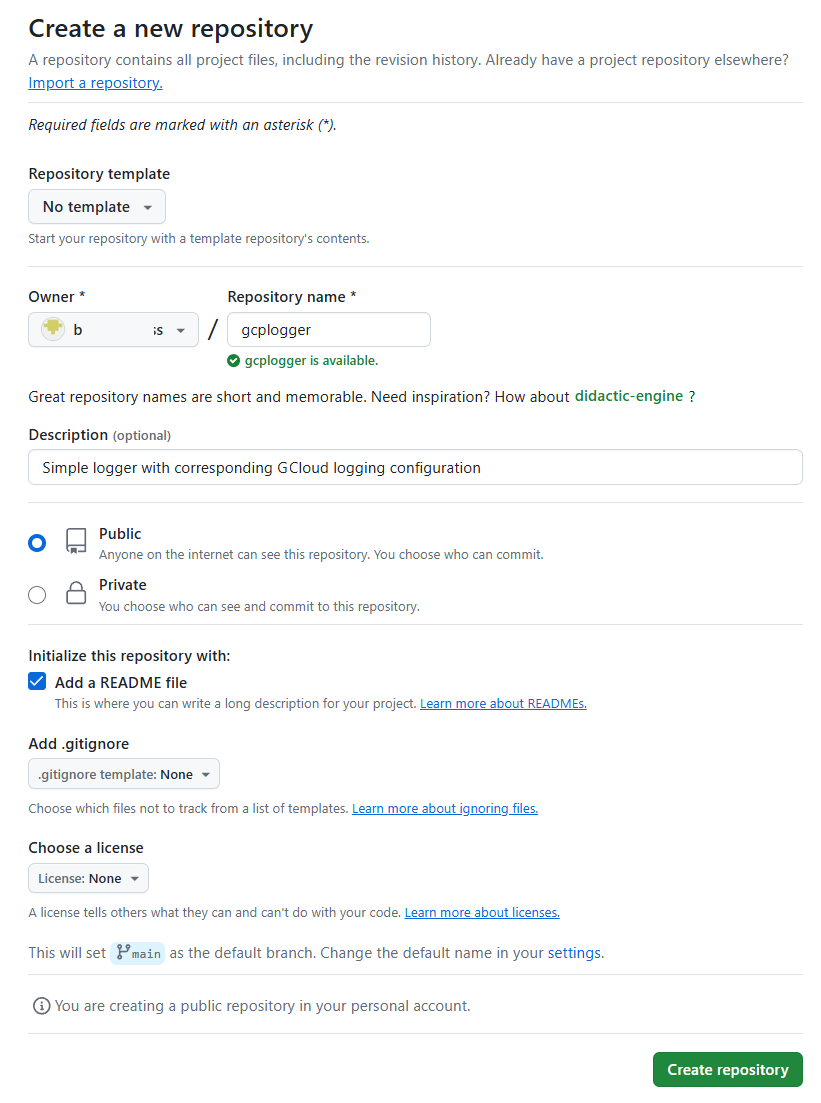 Create a new repository
A repository contains all project files, including the revision history. Already have a project repository elsewhere?
Import a repository.
Required fields are marked with an asterisk (*).
Repository template
No template
Start your repository with a template repository's contents.
Owner *
Repository name *
b ss / gcplogger
gcplogger is available.
Great repository names are short and memorable. Need inspiration? How about didactic-engine ?
Description (optional)
Simple logger with corresponding GCloud logging configuration
Public
Anyone on the internet can see this repository. You choose who can commit.
Private
You choose who can see and commit to this repository.
Initialize this repository with:
Add a README file
This is where you can write a long description for your project. Learn more about READMEs.
Add .gitignore
.gitignore template: None
Choose which files not to track from a list of templates. Learn more about ignoring files.
Choose a license
License: None
A license tells others what they can and can't do with your code. Learn more about licenses.
This will set main as the default branch. Change the default name in your settings.
You are creating a public repository in your personal account.
Create repository